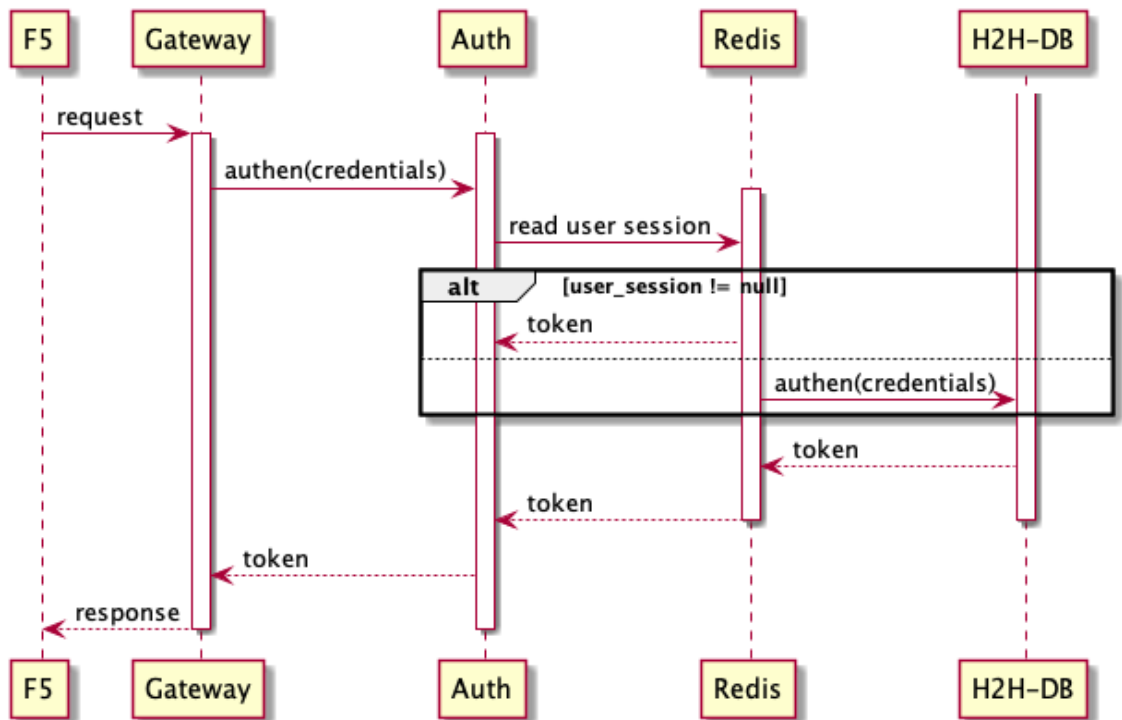 F5 Gateway Auth Redis H2H-DB
request
authen(credentials)
read user session
alt [user_session != null]
token
authen(credentials)
token
token
token
response
F5 Gateway Auth Redis H2H-DB